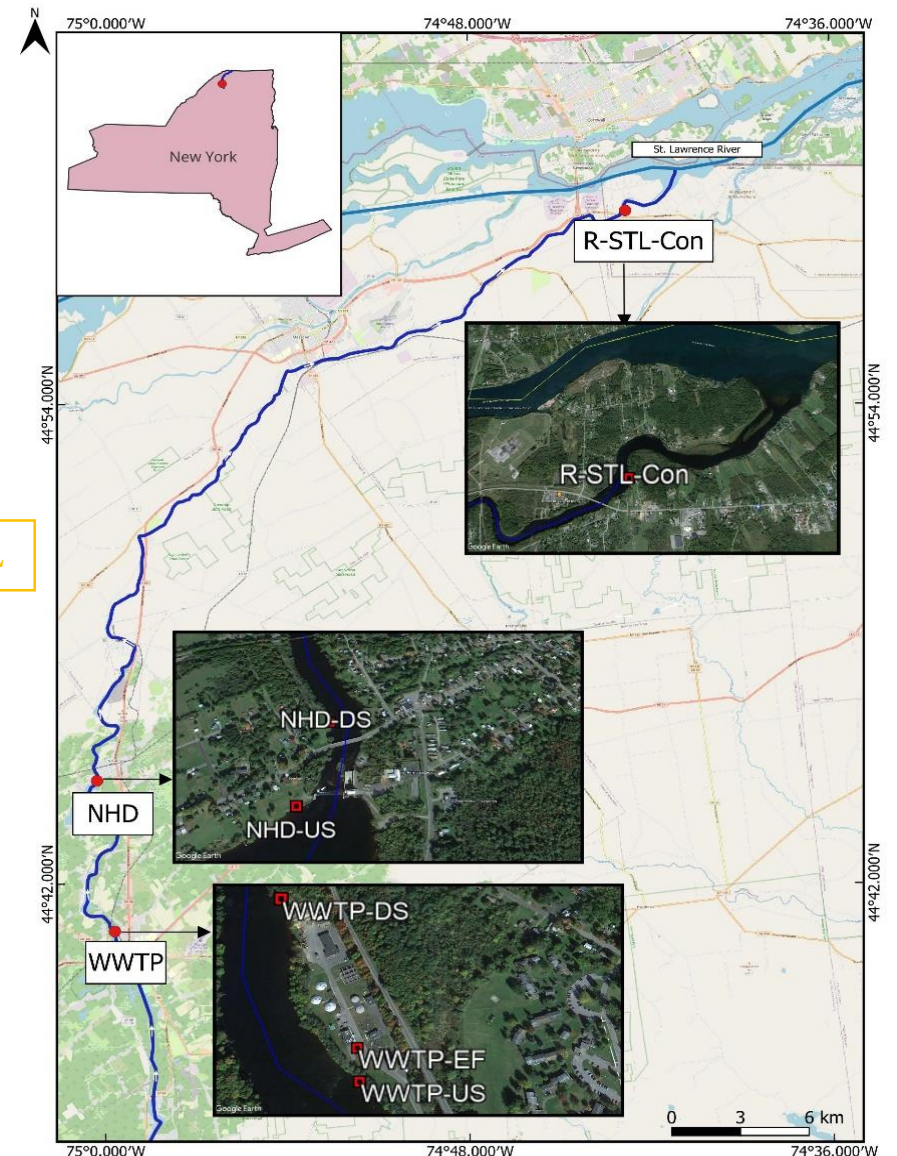 N
75°0.000′W
74°48.000′W
74°36.000′W
New York
Cornwall
St. Lawrence River
R-STL-Con
44°54.000′N
44°54.000′N
R-STL-Con
Google Earth
NHD-DS
NHD
NHD-US
Google Earth
44°42.000′N
44°42.000′N
WWTP-DS
WWTP
WWTP-EF
WWTP-US
Google Earth
0 3 6 km
75°0.000′W
74°48.000′W
74°36.000′W